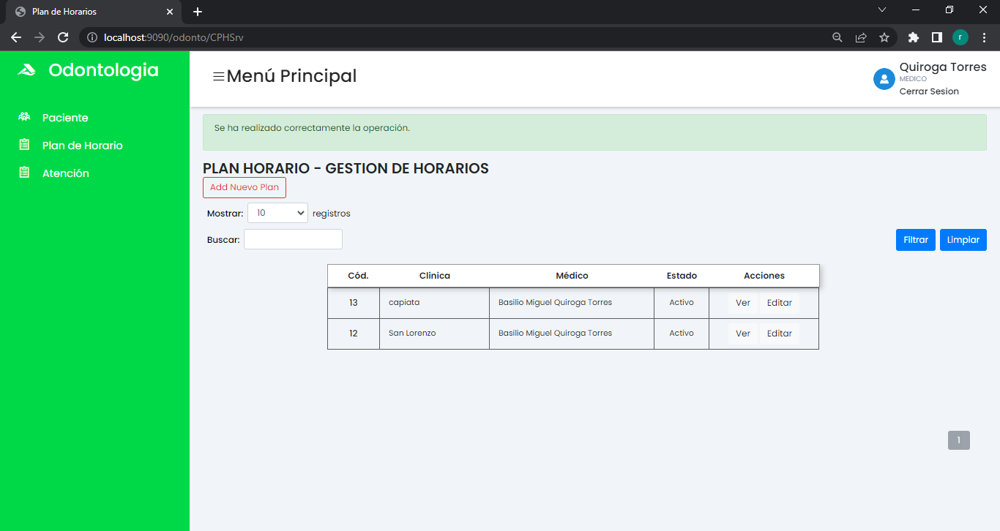 Plan de Horarios
localhost:9090/odonto/CPHSrv
r
Odontologia
Paciente
Plan de Horario
Atención
Menú Principal
Quiroga Torres
MEDICO
Cerrar Sesion
Se ha realizado correctamente la operación.
PLAN HORARIO - GESTION DE HORARIOS
Add Nuevo Plan
Mostrar: 10 registros
Buscar: Filtrar Limpiar
Cód. Clinica Médico Estado Acciones
13 capiata Basilio Miguel Quiroga Torres Activo Ver Editar
12 San Lorenzo Basilio Miguel Quiroga Torres Activo Ver Editar
1